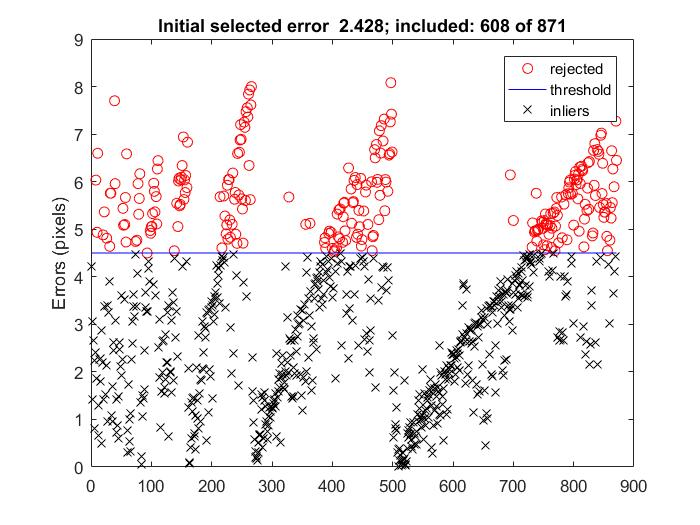 Initial selected error 2.428; included: 608 of 871
9
8
7
6
5
4
3
2
1
0
Errors (pixels)
rejected
threshold
inliers
0 100 200 300 400 500 600 700 800 900